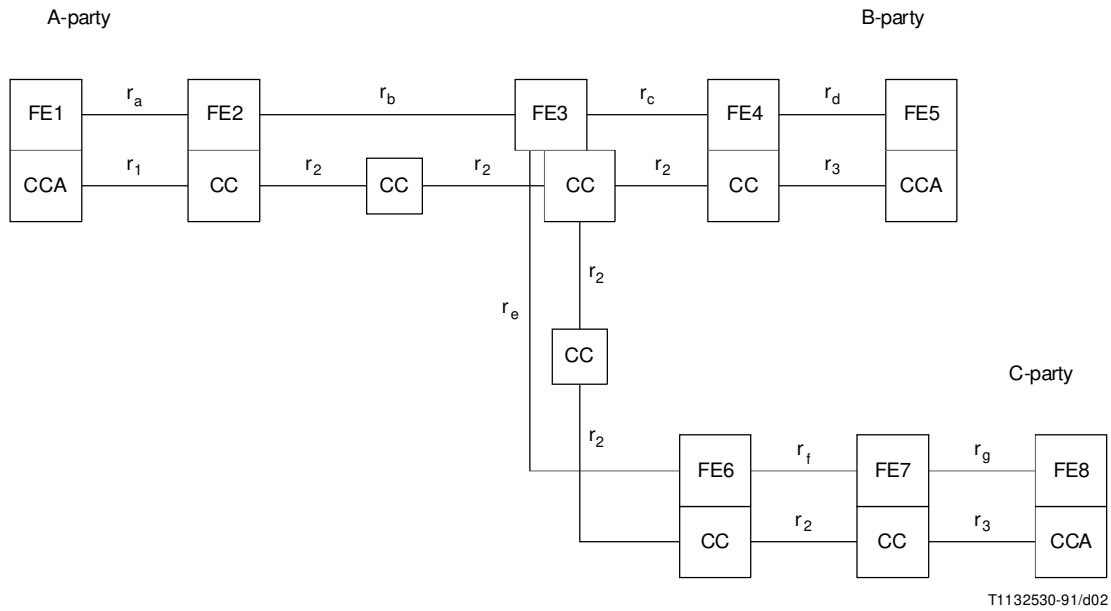 A-party
B-party
FE1
r a
FE2
r b
FE3
r c
FE4
r d
FE5
CCA
r 1
CC
r 2
CC
r 2
CC
r 2
CC
r 3
CCA
r 2
r e
CC
C-party
r 2
FE6
r f
FE7
r g
FE8
CC
r 2
CC
r 3
CCA
T1132530-91/d02